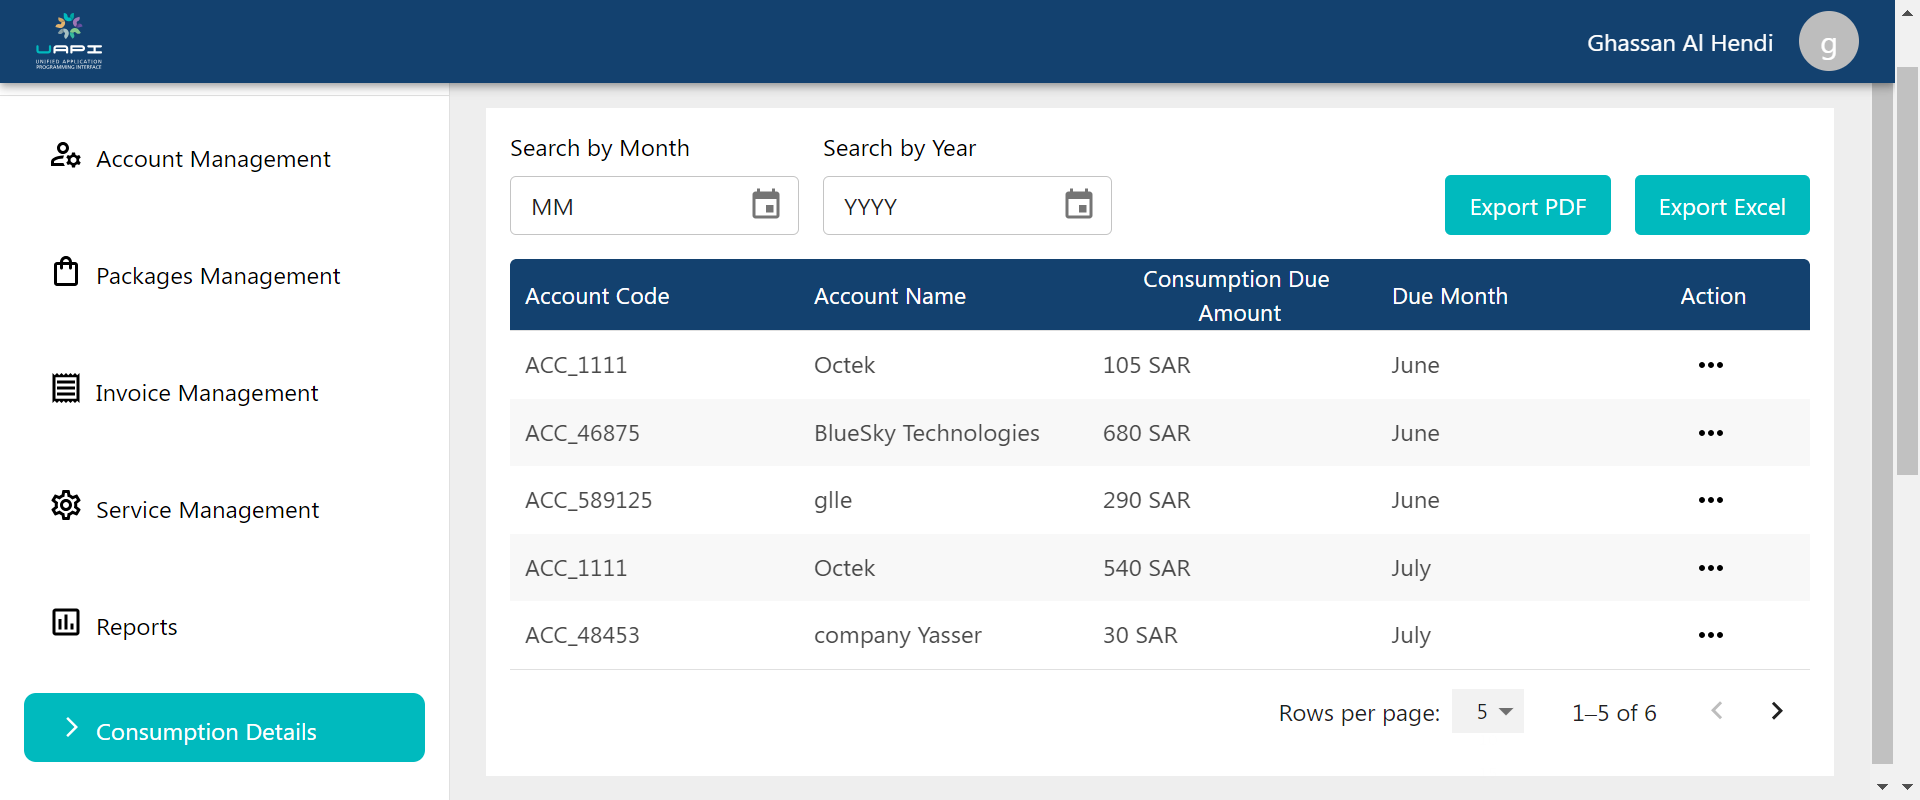 UAPI
UNIFIED APPLICATION
PROGRAMMING INTERFACE
Ghassan Al Hendi
g
Account Management
Packages Management
Invoice Management
Service Management
Reports
Consumption Details
Search by Month
Search by Year
MM
YYYY
Export PDF
Export Excel
Account Code Account Name Consumption Due Amount Due Month Action
ACC_1111 Octek 105 SAR June
ACC_46875 BlueSky Technologies 680 SAR June
ACC_589125 glle 290 SAR June
ACC_1111 Octek 540 SAR July
ACC_48453 company Yasser 30 SAR July
Rows per page: 5 1–5 of 6